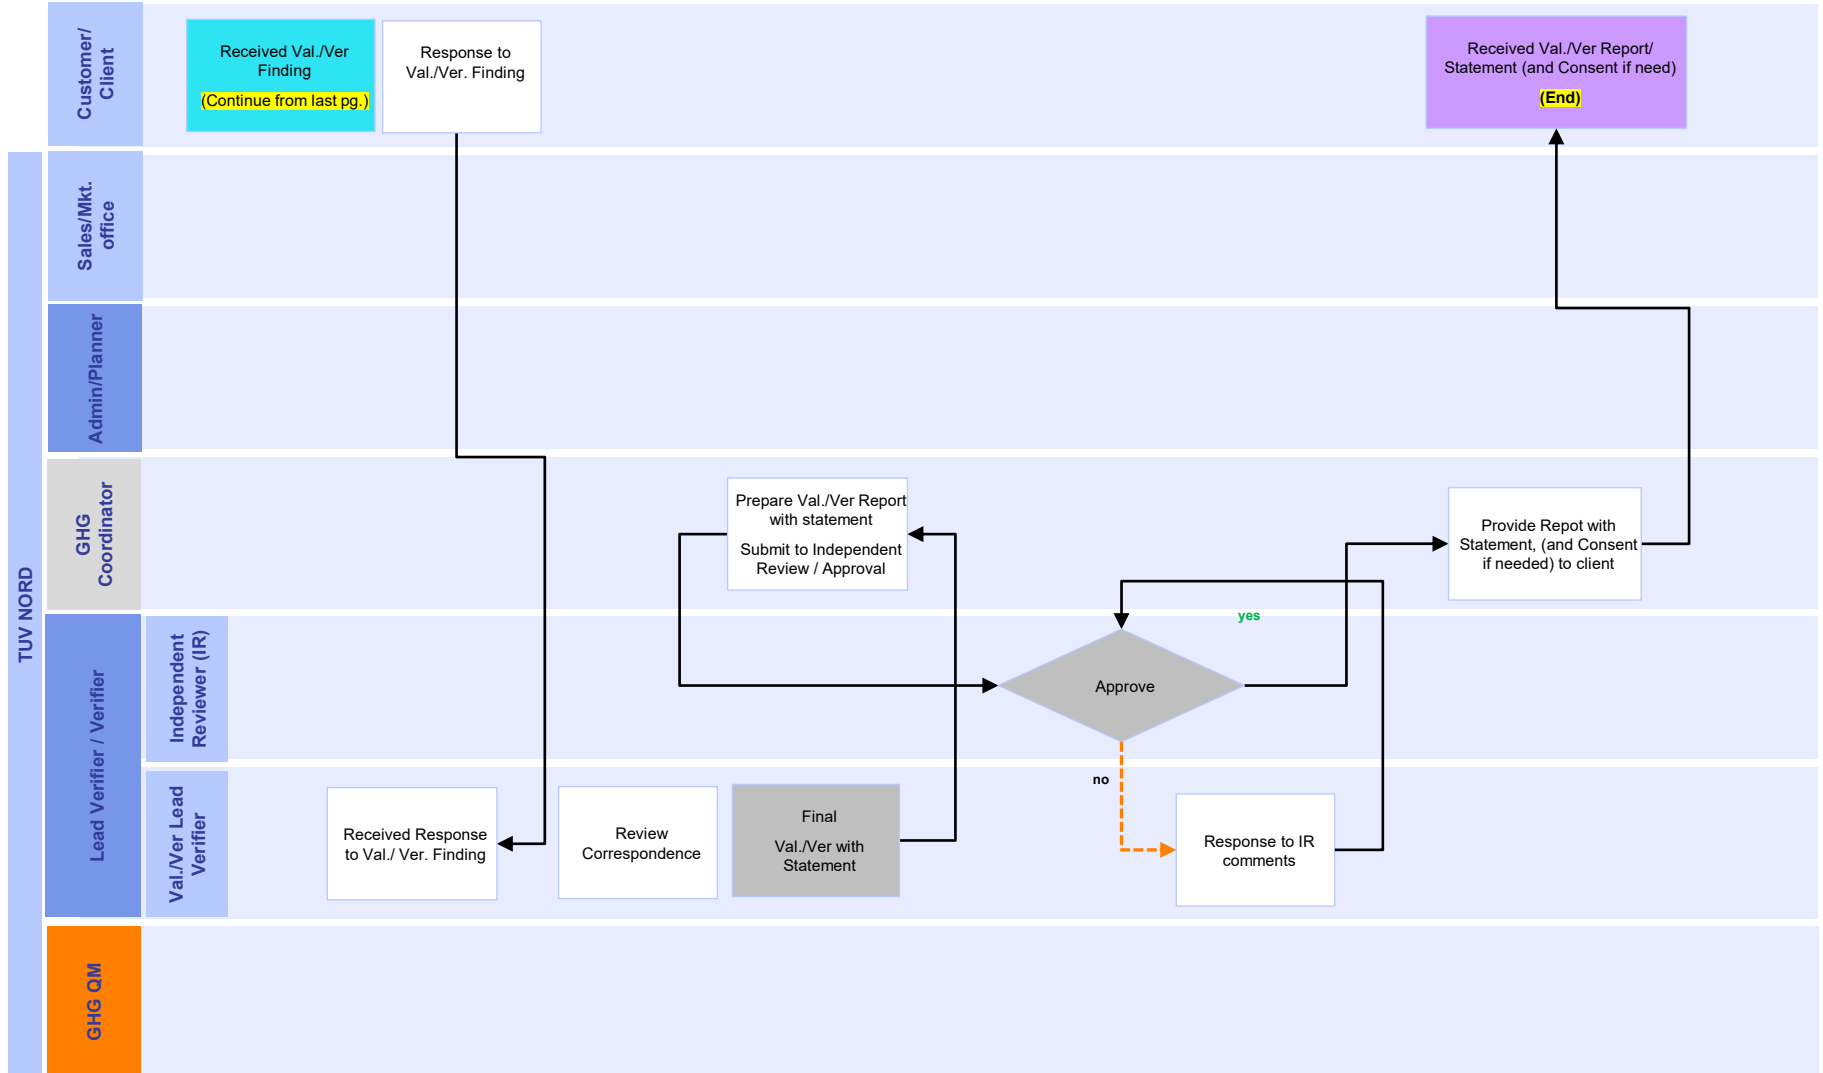 Customer/
Client
Received Val./Ver
Finding
(Continue from last pg.)
Response to
Val./Ver. Finding
Received Val./Ver Report/
Statement (and Consent if need)
(End)
TUV NORD
Sales/Mkt.
office
Admin/Planner
GHG
Coordinator
Prepare Val./Ver Report
with statement
Submit to Independent
Review / Approval
Provide Repot with
Statement, (and Consent
if needed) to client
Lead Verifier / Verifier
Independent
Reviewer (IR)
yes
Approve
no
Val./Ver Lead
Verifier
Received Response
to Val./ Ver. Finding
Review
Correspondence
Final
Val./Ver with
Statement
Response to IR
comments
GHG QM